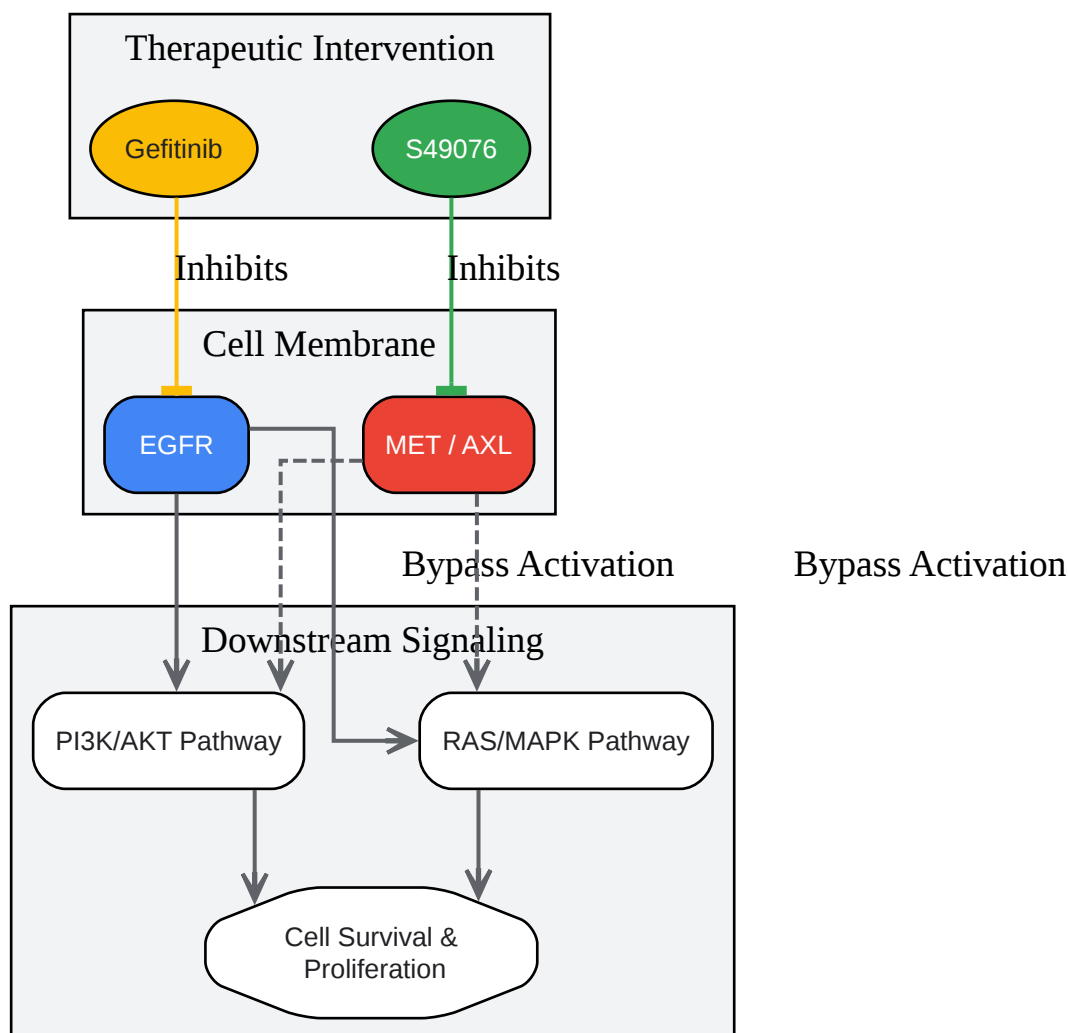 Therapeutic Intervention
Gefitinib
S49076
Inhibits
Inhibits
Cell Membrane
EGFR
MET / AXL
Bypass Activation
Bypass Activation
Downstream Signaling
PI3K/AKT Pathway
RAS/MAPK Pathway
Cell Survival &
Proliferation